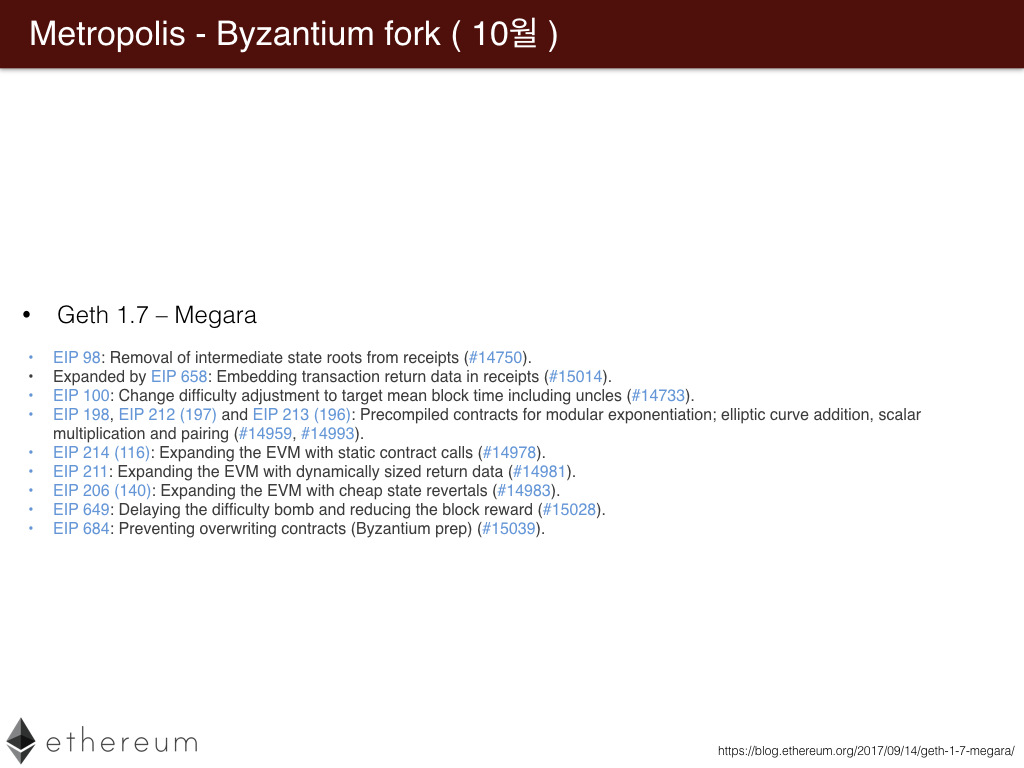 Metropolis - Byzantium fork ( 10월 )
• Geth 1.7 – Megara
• EIP 98: Removal of intermediate state roots from receipts (#14750).
• Expanded by EIP 658: Embedding transaction return data in receipts (#15014).
• EIP 100: Change difficulty adjustment to target mean block time including uncles (#14733).
• EIP 198, EIP 212 (197) and EIP 213 (196): Precompiled contracts for modular exponentiation; elliptic curve addition, scalar
multiplication and pairing (#14959, #14993).
• EIP 214 (116): Expanding the EVM with static contract calls (#14978).
• EIP 211: Expanding the EVM with dynamically sized return data (#14981).
• EIP 206 (140): Expanding the EVM with cheap state revertals (#14983).
• EIP 649: Delaying the difficulty bomb and reducing the block reward (#15028).
• EIP 684: Preventing overwriting contracts (Byzantium prep) (#15039).
ethereum
https://blog.ethereum.org/2017/09/14/geth-1-7-megara/